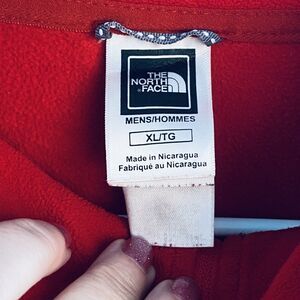 THE
NORTH
FACE
MENS/HOMMES
XL/TG
Made in Nicaragua
Fabriqué au Nicaragua